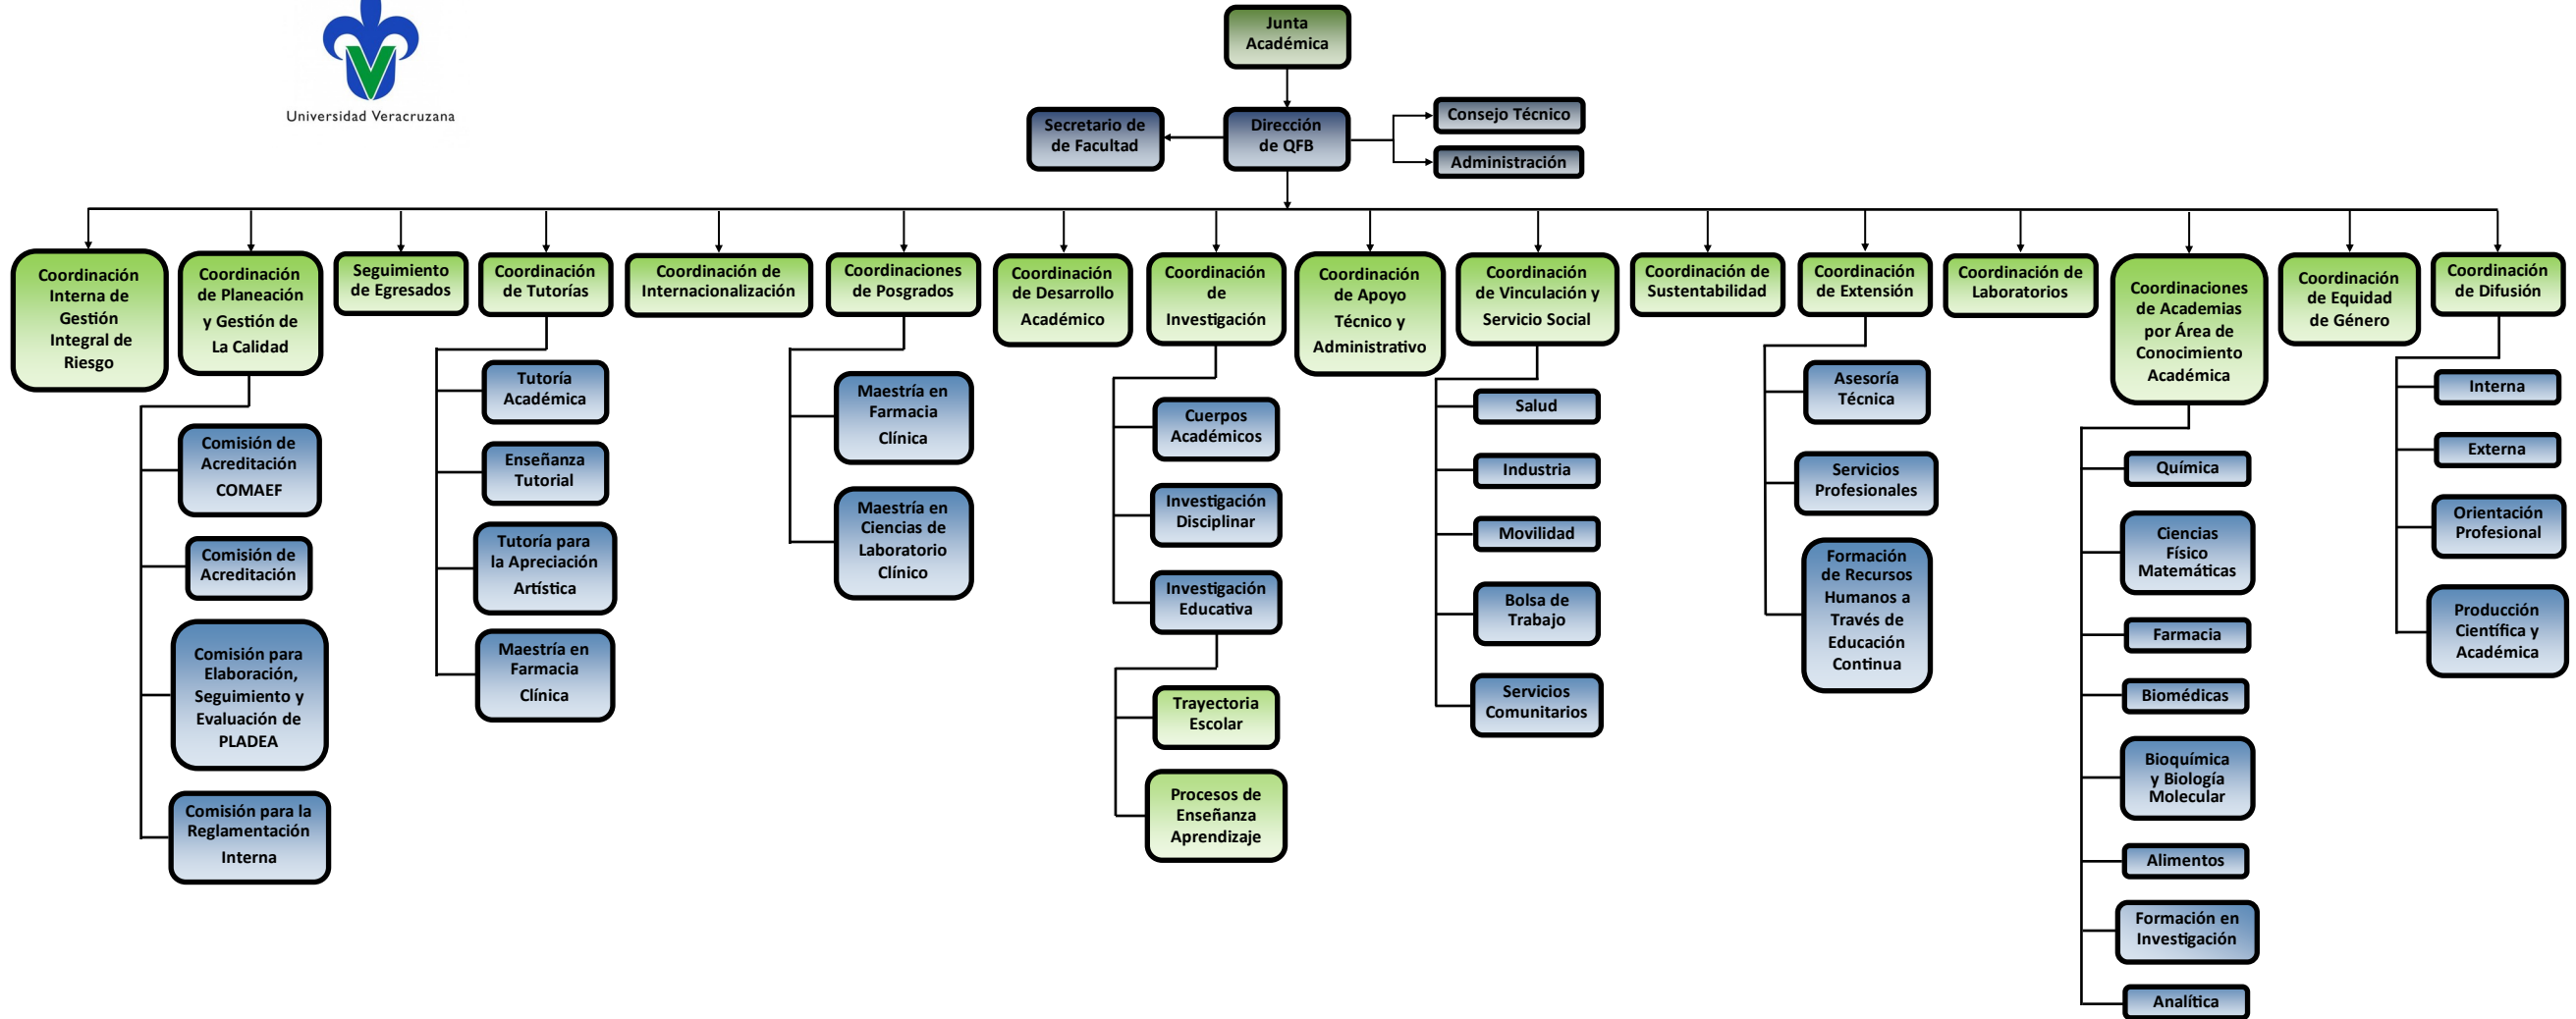 Universidad Veracruzana
Junta
Académica
Secretario de
de Facultad
Dirección
de QFB
Consejo Técnico
Administración
Coordinación
Interna de
Gestión
Integral de
Riesgo
Coordinación
de Planeación
y Gestión de
La Calidad
Comisión de
Acreditación
COMAEF
Comisión de
Acreditación
Comisión para
Elaboración,
Seguimiento y
Evaluación de
PLADEA
Comisión para la
Reglamentación
Interna
Seguimiento
de Egresados
Coordinación
de Tutorías
Tutoría
Académica
Enseñanza
Tutorial
Tutoría para
la Apreciación
Artística
Maestría en
Farmacia
Clínica
Coordinación de
Internacionalización
Coordinaciones
de Posgrados
Maestría en
Farmacia
Clínica
Maestría en
Ciencias de
Laboratorio
Clínico
Coordinación
de Desarrollo
Académico
Coordinación
de
Investigación
Cuerpos
Académicos
Investigación
Disciplinar
Investigación
Educativa
Trayectoria
Escolar
Procesos de
Enseñanza
Aprendizaje
Coordinación
de Apoyo
Técnico y
Administrativo
Coordinación
de Vinculación y
Servicio Social
Salud
Industria
Movilidad
Bolsa de
Trabajo
Servicios
Comunitarios
Coordinación de
Sustentabilidad
Coordinación
de Extensión
Asesoría
Técnica
Servicios
Profesionales
Formación
de Recursos
Humanos a
Través de
Educación
Continua
Coordinación de
Laboratorios
Coordinaciones
de Academias
por Área de
Conocimiento
Académica
Química
Ciencias
Físico
Matemáticas
Farmacia
Biomédicas
Bioquímica
y Biología
Molecular
Alimentos
Formación en
Investigación
Analítica
Coordinación
de Equidad
de Género
Coordinación
de Difusión
Interna
Externa
Orientación
Profesional
Producción
Científica y
Académica